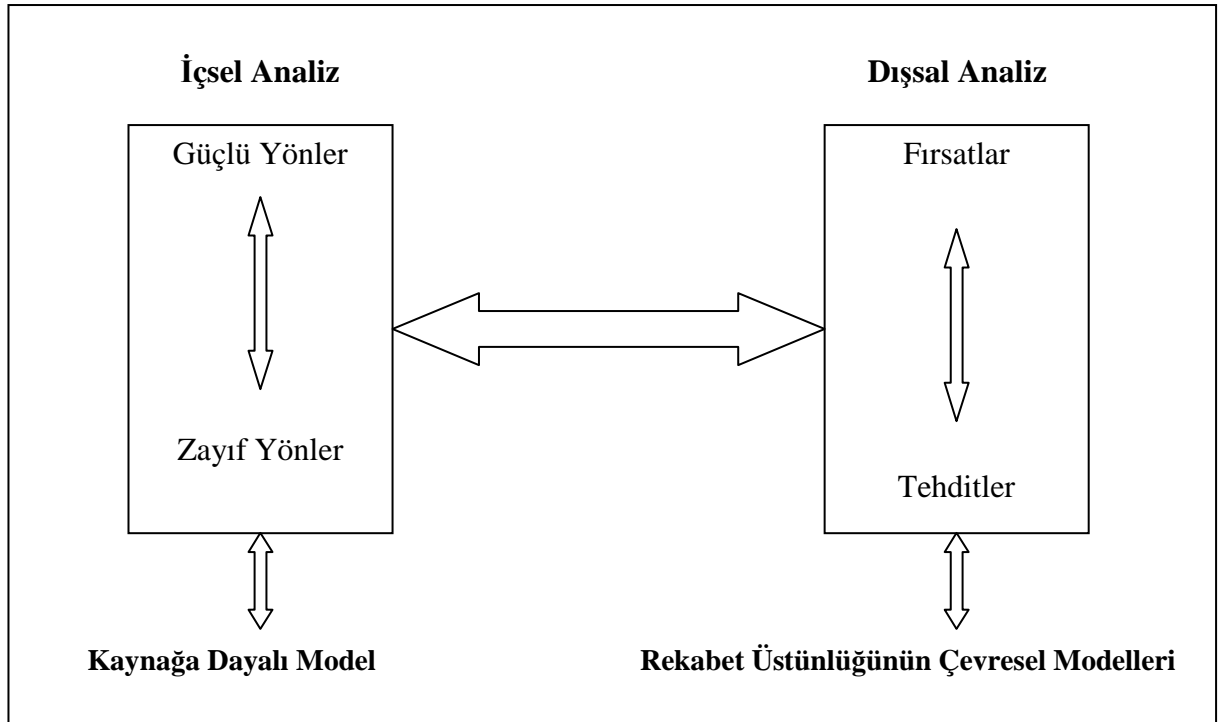 İçsel Analiz
Güçlü Yönler
Zayıf Yönler
Kaynağa Dayalı Model
Dışsal Analiz
Fırsatlar
Tehditler
Rekabet Üstünlüğünün Çevresel Modelleri